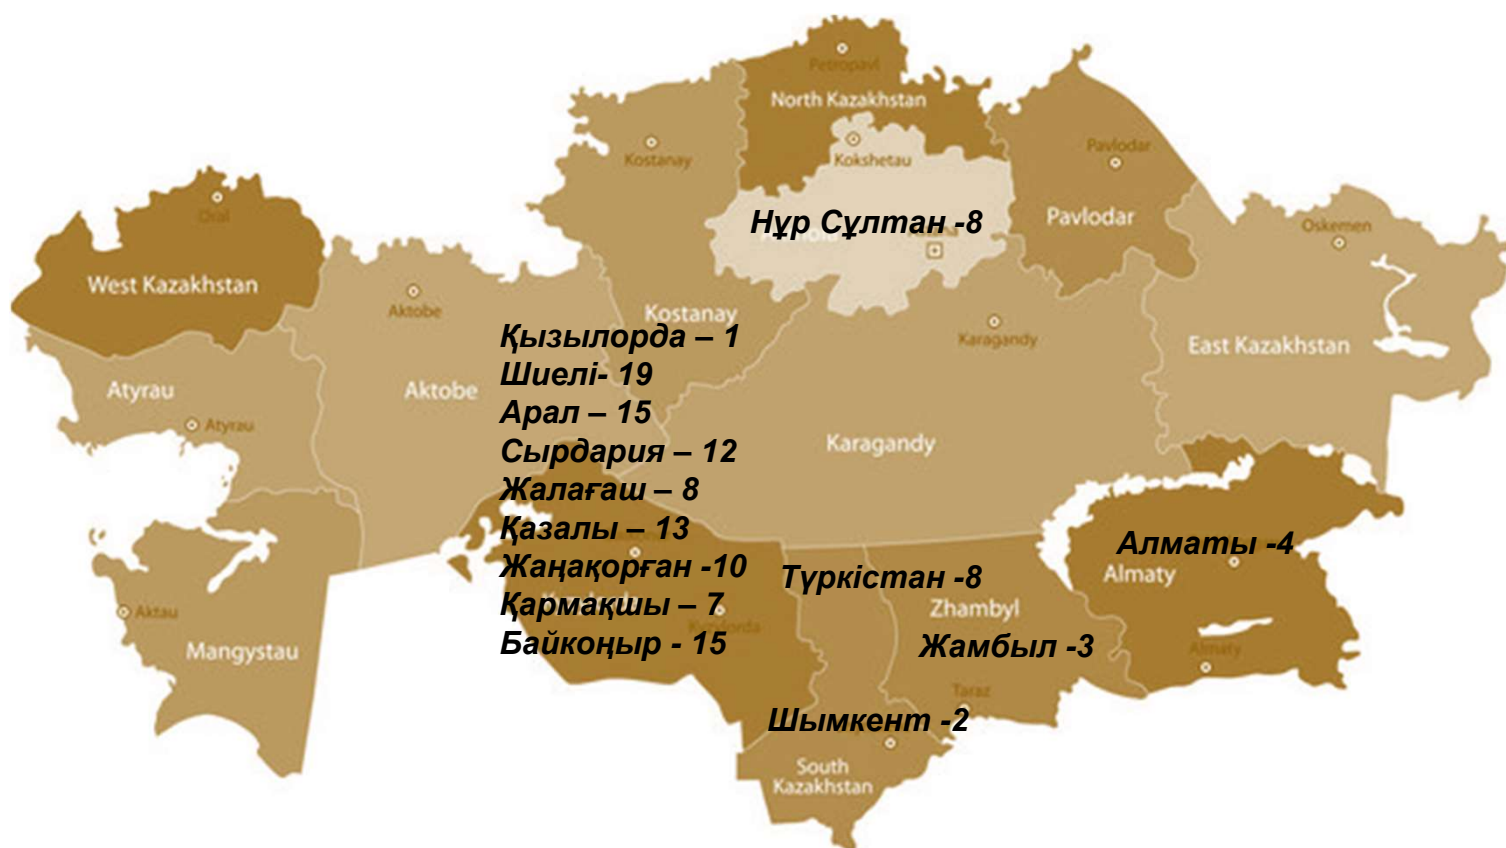 Petropavl
North Kazakhstan
Kostanay
Kokshetau
Pavlodar
Pavlodar
Oral
Нұр Сұлтан -8
Oskemen
West Kazakhstan
Aktobe
Kostanay
Karagandy
East Kazakhstan
Atyrau
Aktobe
Atyrau
Karagandy
Қызылорда – 1
Шиелі- 19
Арал – 15
Сырдария – 12
Жалағаш – 8
Қазалы – 13
Жаңақорған -10
Қармақшы – 7
Байкоңыр - 15
Алматы -4
Almaty
Түркістан -8
Zhambyl
Aktau
Kyzylorda
Mangystau
Жамбыл -3
Almaty
Taraz
Шымкент -2
South
Kazakhstan